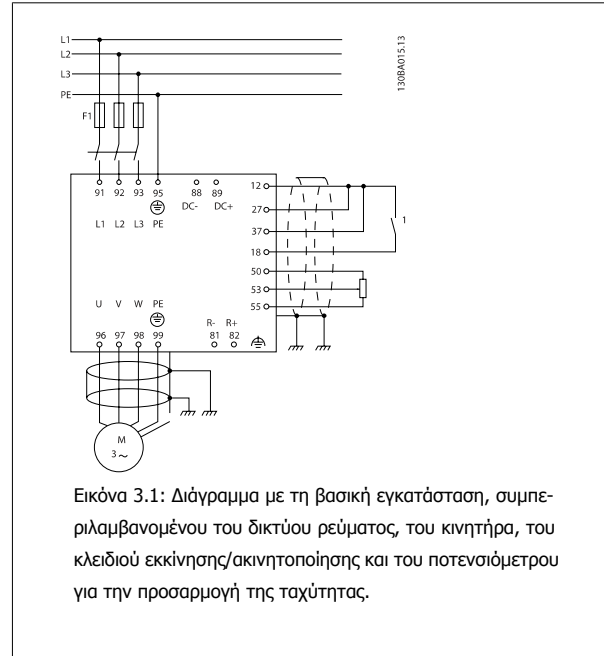 L1
L2
L3
PE
F1
130BA015.13
91 92 93 95 88 89
DC- DC+
L1 L2 L3 PE
12
27
37
18
50
53
55
1
U V W PE
R- R+
96 97 98 99 81 82
M
3~
Εικόνα 3.1: Διάγραμμα με τη βασική εγκατάσταση, συμπε-
ριλαμβανομένου του δικτύου ρεύματος, του κινητήρα, του
κλειδιού εκκίνησης/ακινητοποίησης και του ποτενσιόμετρου
για την προσαρμογή της ταχύτητας.